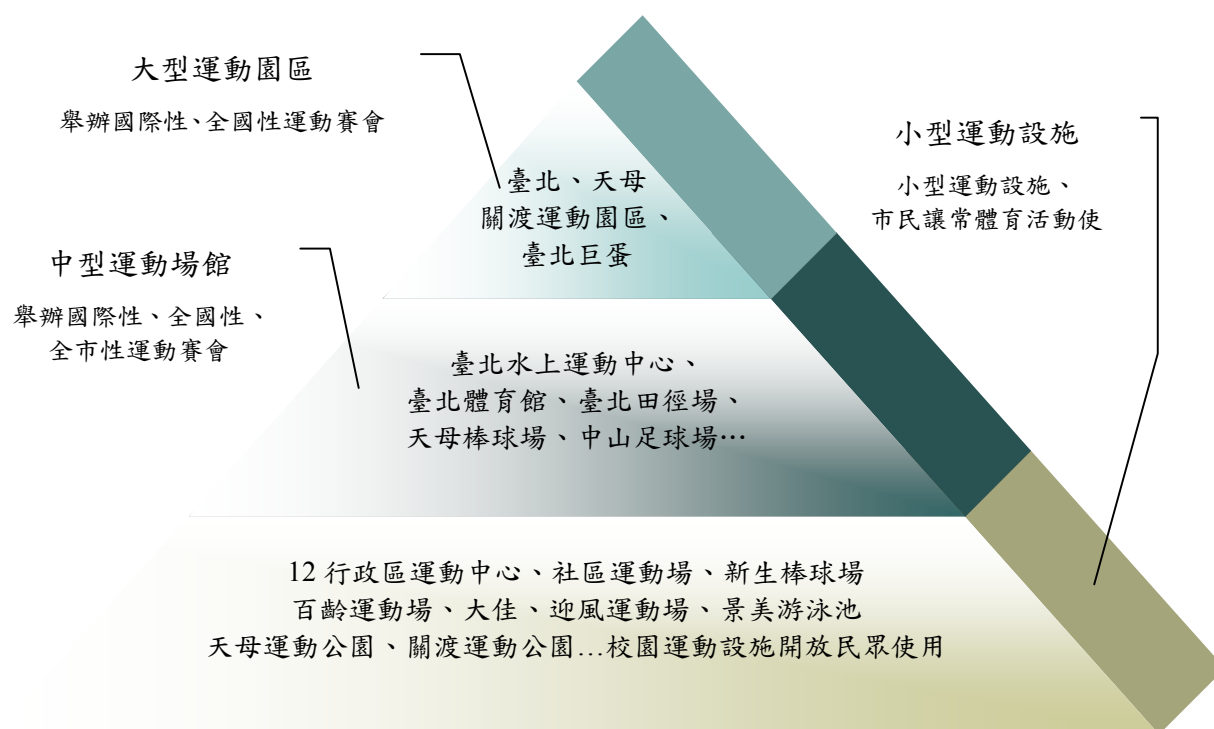 大型運動園區
舉辦國際性、全國性運動賽會
臺北、天母
關渡運動園區、
臺北巨蛋
小型運動設施
小型運動設施、
市民讓常體育活動使
中型運動場館
舉辦國際性、全國性、
全市性運動賽會
臺北水上運動中心、
臺北體育館、臺北田徑場、
天母棒球場、中山足球場…
12 行政區運動中心、社區運動場、新生棒球場
百齡運動場、大佳、迎風運動場、景美游泳池
天母運動公園、關渡運動公園…校園運動設施開放民眾使用